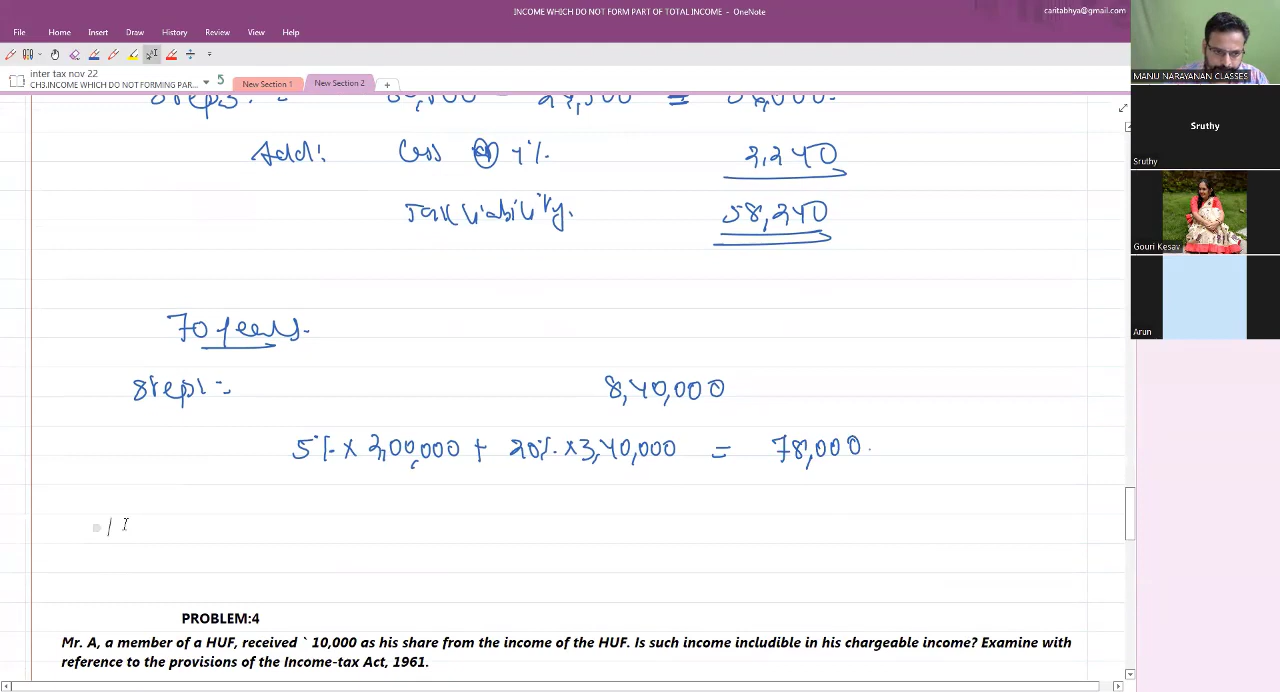 INCOME WHICH DO NOT FORM PART OF TOTAL INCOME - OneNote
caritabhya@gmail.com
File Home Insert Draw History Review View Help
inter tax nov 22
CH3.INCOME WHICH DO NOT FORMING PAR... 5 New Section 1 New Section 2 +
MANU NARAYANAN CLASSES
Sruthy
Sruthy
Gouri Kesav
Arun
Add: Cess @ 4% 2,240
Tax liability. 58,240
70 years.
Step1 :- 8,40,000
5% x 2,00,000 + 20% x 3,40,000 = 78,000.
PROBLEM:4
Mr. A, a member of a HUF, received ` 10,000 as his share from the income of the HUF. Is such income includible in his chargeable income? Examine with
reference to the provisions of the Income-tax Act, 1961.